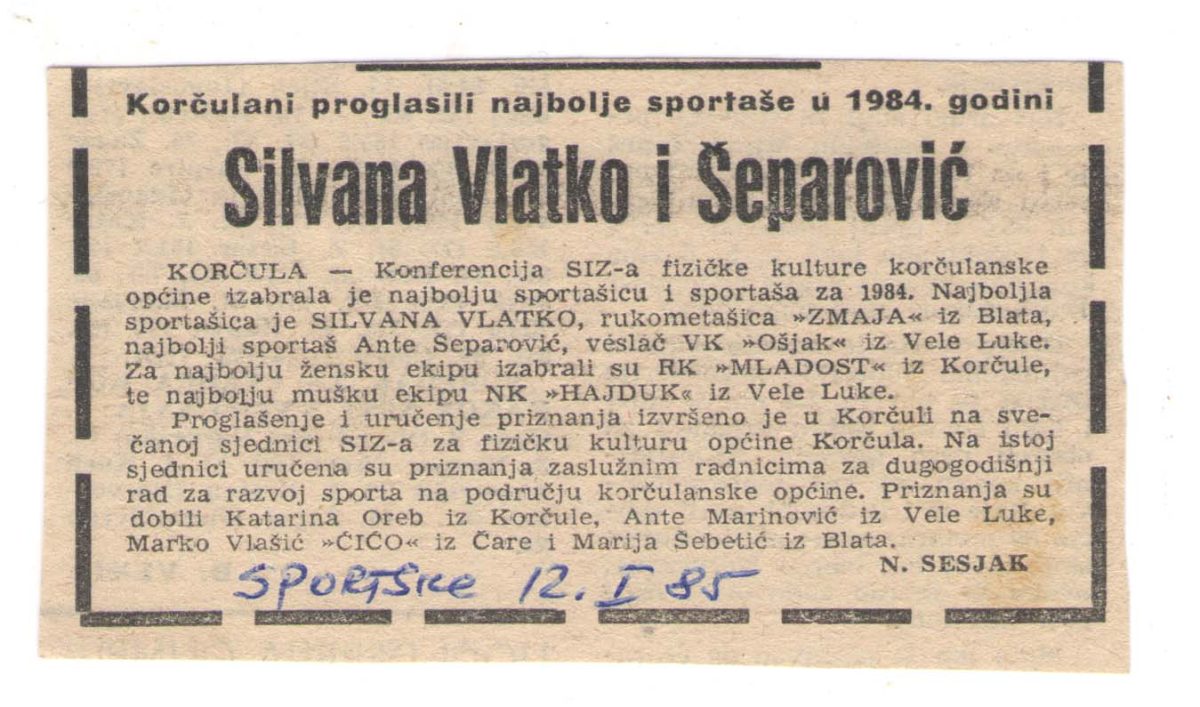 Korčulani proglasili najbolje sportaše u 1984. godini
Silvana Vlatko i Šeparović
KORČULA — Konferencija SIZ-a fizičke kulture korčulanske
općine izabrala je najbolju sportašicu i sportaša za 1984. Najboljla
sportašica je SILVANA VLATKO, rukometašica »ZMAJA« iz Blata,
najbolji sportaš Ante Šeparović, veslač VK »Ošjak« iz Vele Luke.
Za najbolju žensku ekipu izabrali su RK »MLADOST« iz Korčule,
te najbolju mušku ekipu NK »HAJDUK« iz Vele Luke.
Proglašenje i uručenje priznanja izvršeno je u Korčuli na sve-
čanoj sjednici SIZ-a za fizičku kulturu općine Korčula. Na istoj
sjednici uručena su priznanja zaslužnim radnicima za dugogodišnji
rad za razvoj sporta na području korčulanske općine. Priznanja su
dobili Katarina Oreb iz Korčule, Ante Marinović iz Vele Luke,
Marko Vlašić »ĆIĆO« iz Čare i Marija Šebetić iz Blata.
N. SESJAK
SPORTSKE 12. I 85